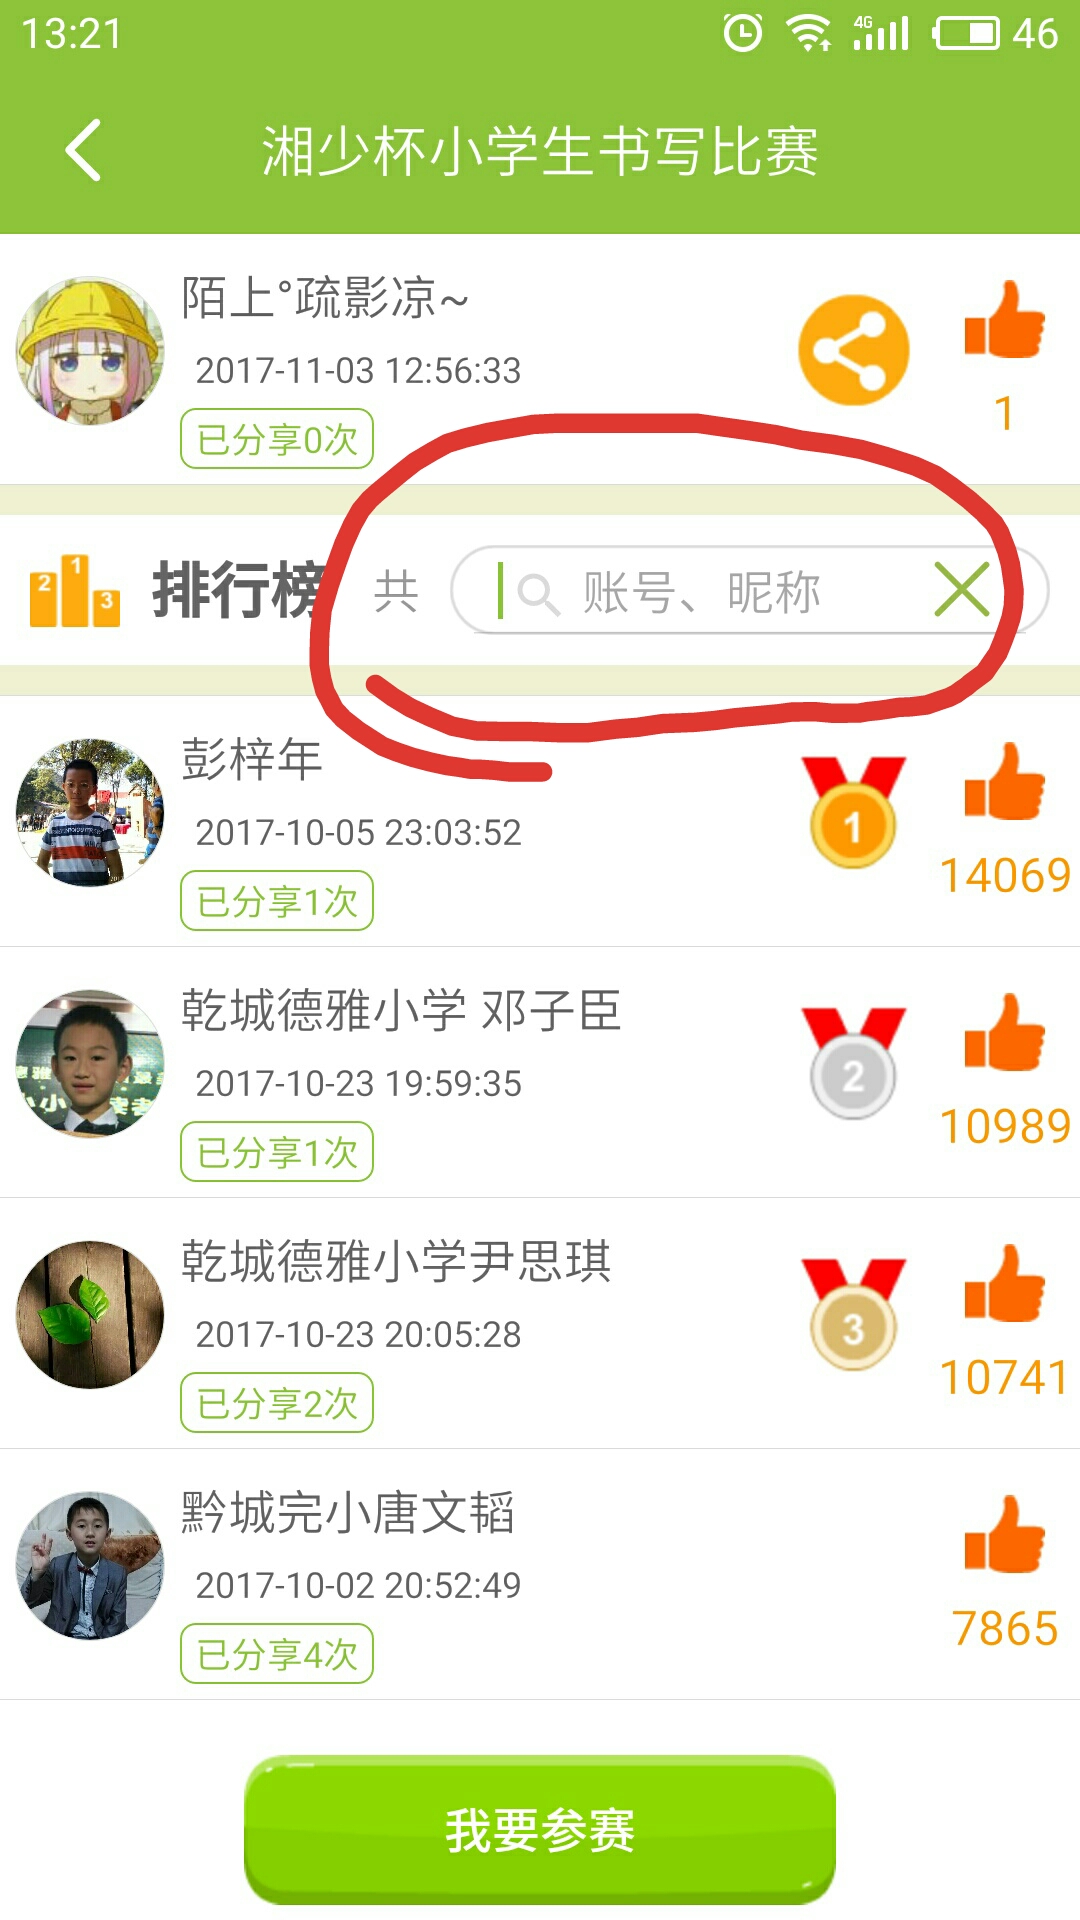 13:21
4G
46
湘少杯小学生书写比赛
陌上°疏影凉~
2017-11-03 12:56:33
已分享0次
1
2 1 3
排行榜 共
账号、昵称
彭梓年
2017-10-05 23:03:52
已分享1次
1
14069
乾城德雅小学 邓子臣
2017-10-23 19:59:35
已分享1次
2
10989
乾城德雅小学尹思琪
2017-10-23 20:05:28
已分享2次
3
10741
黔城完小唐文韬
2017-10-02 20:52:49
已分享4次
7865
我要参赛